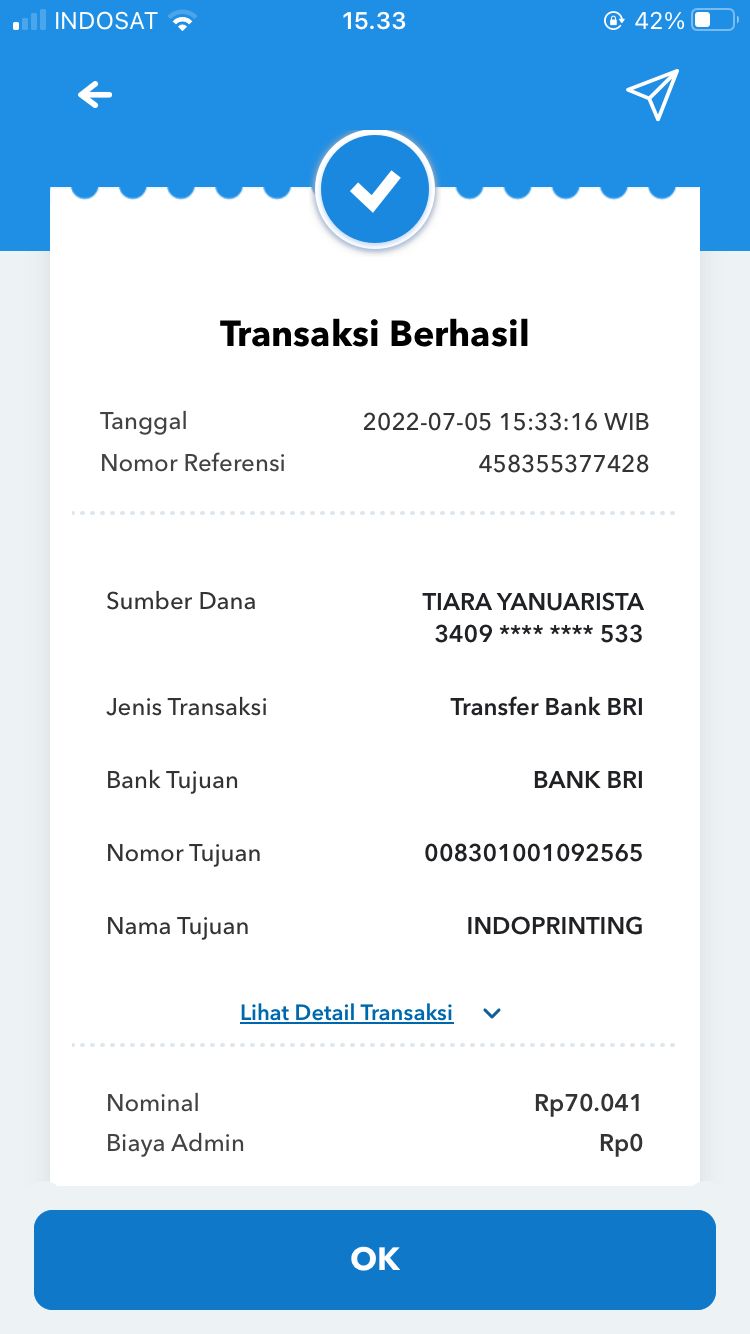 INDOSAT 15.33 42%
Transaksi Berhasil
Tanggal 2022-07-05 15:33:16 WIB
Nomor Referensi 458355377428
Sumber Dana TIARA YANUARISTA
3409 **** **** 533
Jenis Transaksi Transfer Bank BRI
Bank Tujuan BANK BRI
Nomor Tujuan 008301001092565
Nama Tujuan INDOPRINTING
Lihat Detail Transaksi
Nominal Rp70.041
Biaya Admin Rp0
OK